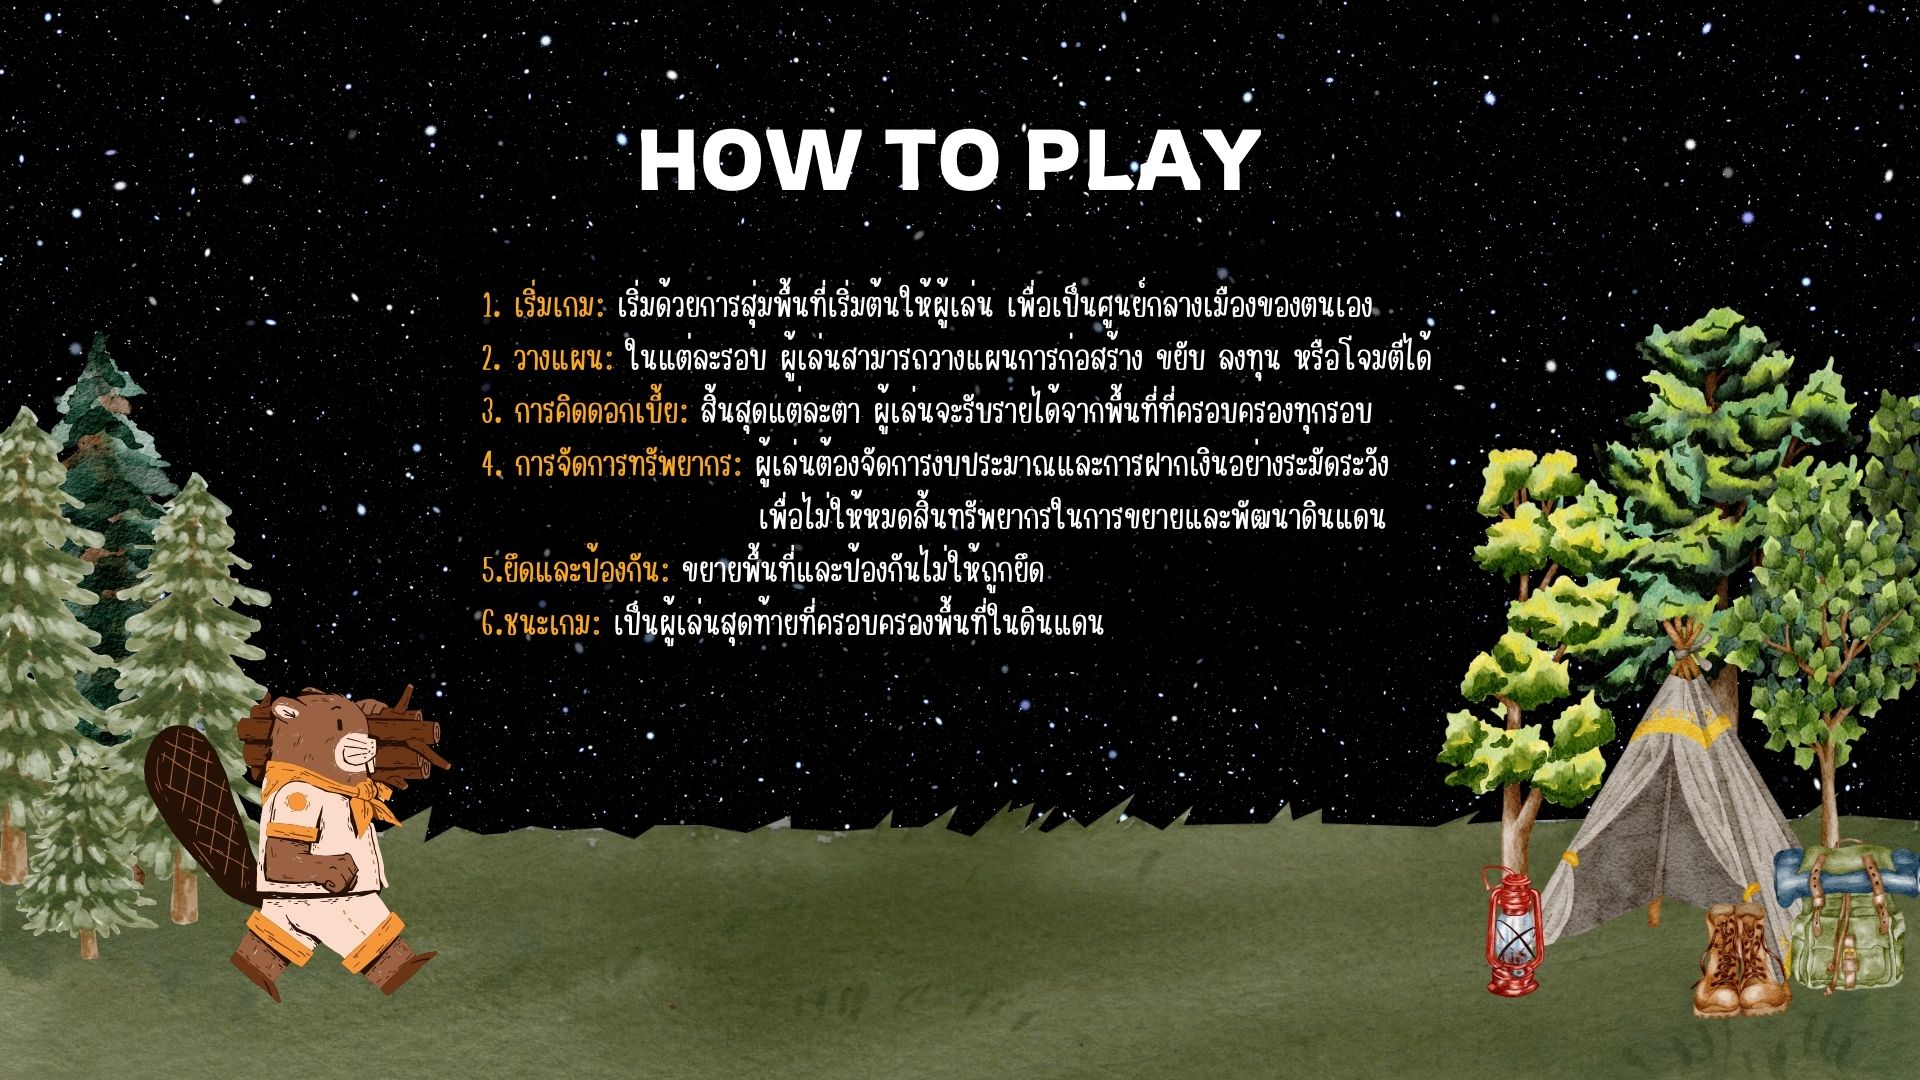 HOW TO PLAY
1. เริ่มเกม: เริ่มด้วยการสุ่มพื้นที่เริ่มต้นให้ผู้เล่น เพื่อเป็นศูนย์กลางเมืองของตนเอง
2. วางแผน: ในแต่ละรอบ ผู้เล่นสามารถวางแผนการก่อสร้าง ขยับ ลงทุน หรือโจมตีได้
3. การคิดดอกเบี้ย: สิ้นสุดแต่ละตา ผู้เล่นจะรับรายได้จากพื้นที่ที่ครอบครองทุกรอบ
4. การจัดการทรัพยากร: ผู้เล่นต้องจัดการงบประมาณและการฝากเงินอย่างระมัดระวัง
เพื่อไม่ให้หมดสิ้นทรัพยากรในการขยายและพัฒนาดินแดน
5.ยึดและป้องกัน: ขยายพื้นที่และป้องกันไม่ให้ถูกยึด
6.ชนะเกม: เป็นผู้เล่นสุดท้ายที่ครอบครองพื้นที่ในดินแดน